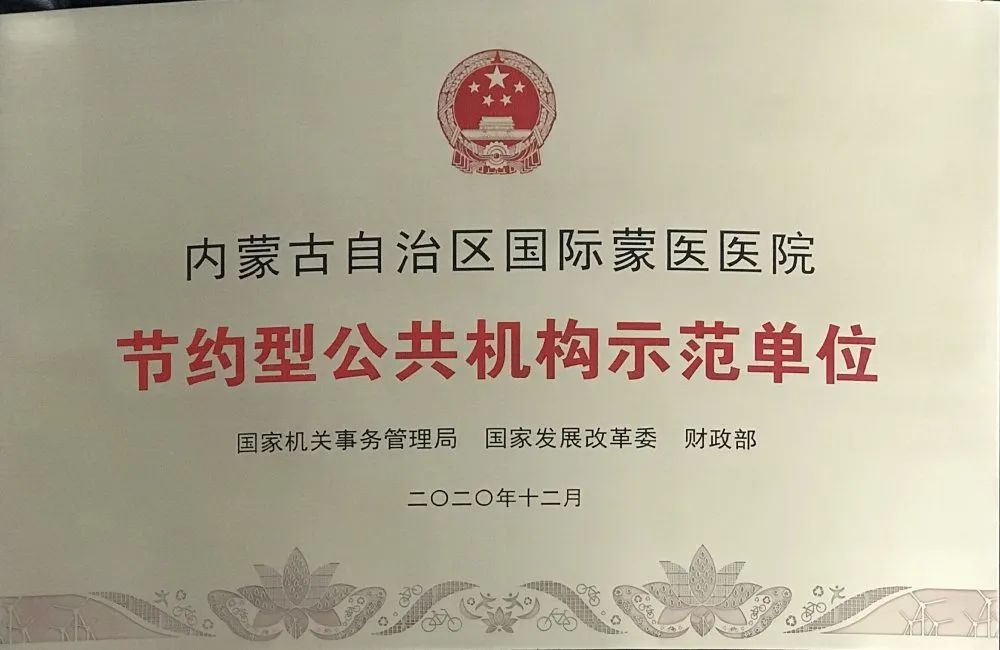 内蒙古自治区国际蒙医医院
节约型公共机构示范单位
国家机关事务管理局 国家发展改革委 财政部
二〇二〇年十二月